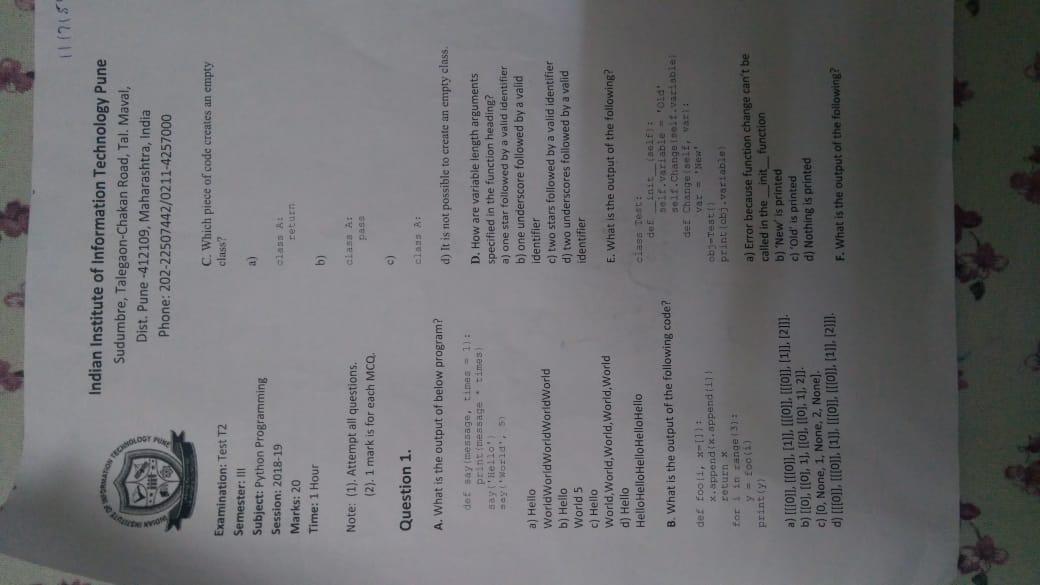 11715
Indian Institute of Information Technology Pune
Sudumbre, Talegaon-Chakan Road, Tal. Maval,
Dist. Pune -412109, Maharashtra, India
Phone: 202-22507442/0211-4257000
INDIAN INSTITUTE OF INFORMATION TECHNOLOGY PUNE
Examination: Test T2
Semester: III
Subject: Python Programming
Session: 2018-19
Marks: 20
Time: 1 Hour
Note: (1). Attempt all questions.
(2). 1 mark is for each MCQ.
Question 1.
A. What is the output of below program?
def say(message, times = 1):
print(message * times)
say('Hello')
say('World', 5)
a) Hello
WorldWorldWorldWorldWorld
b) Hello
World 5
c) Hello
World,World,World,World,World
d) Hello
HelloHelloHelloHelloHello
B. What is the output of the following code?
def foo(i, x=[]):
x.append(x.append(i))
return x
for i in range(3):
y = foo(i)
print(y)
a) [[[0]], [[[0]], [1]], [[[0]], [[[0]], [1]], [2]]].
b) [[0], [[0], 1], [[0], [[0], 1], 2]].
c) [0, None, 1, None, 2, None].
d) [[[0]], [[[0]], [1]], [[[0]], [[[0]], [1]], [2]]].
C. Which piece of code creates an empty
class?
a)
class A:
return
b)
class A:
pass
c)
class A:
d) It is not possible to create an empty class.
D. How are variable length arguments
specified in the function heading?
a) one star followed by a valid identifier
b) one underscore followed by a valid
identifier
c) two stars followed by a valid identifier
d) two underscores followed by a valid
identifier
E. What is the output of the following?
class Test:
def __init__(self):
self.variable = 'Old'
self.Change(self.variable)
def Change(self, var):
var = 'New'
obj=Test()
print(obj.variable)
a) Error because function change can't be
called in the __init__ function
b) 'New' is printed
c) 'Old' is printed
d) Nothing is printed
F. What is the output of the following?